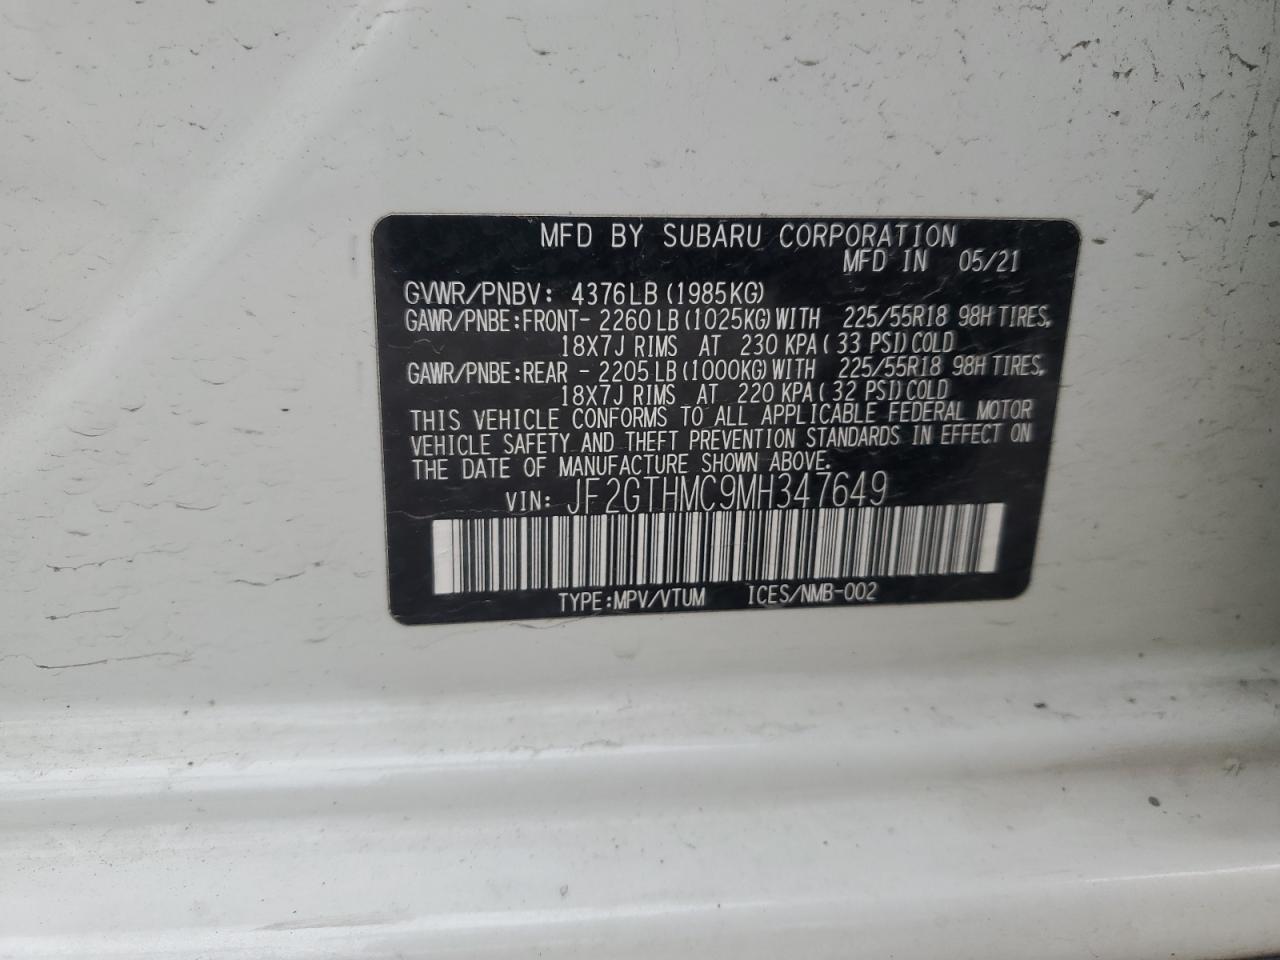 MFD BY SUBARU CORPORATION
MFD IN 05/21
GVWR/PNBV: 4376LB(1985KG)
GAWR/PNBE:FRONT- 2260LB(1025KG)WITH 225/55R18 98H TIRES,
18X7J RIMS AT 230 KPA( 33 PSI)COLD
GAWR/PNBE:REAR - 2205LB(1000KG)WITH 225/55R18 98H TIRES,
18X7J RIMS AT 220 KPA( 32 PSI)COLD
THIS VEHICLE CONFORMS TO ALL APPLICABLE FEDERAL MOTOR
VEHICLE SAFETY AND THEFT PREVENTION STANDARDS IN EFFECT ON
THE DATE OF MANUFACTURE SHOWN ABOVE.
VIN: JF2GTHMC9MH347649
TYPE:MPV/VTUM ICES/NMB-002